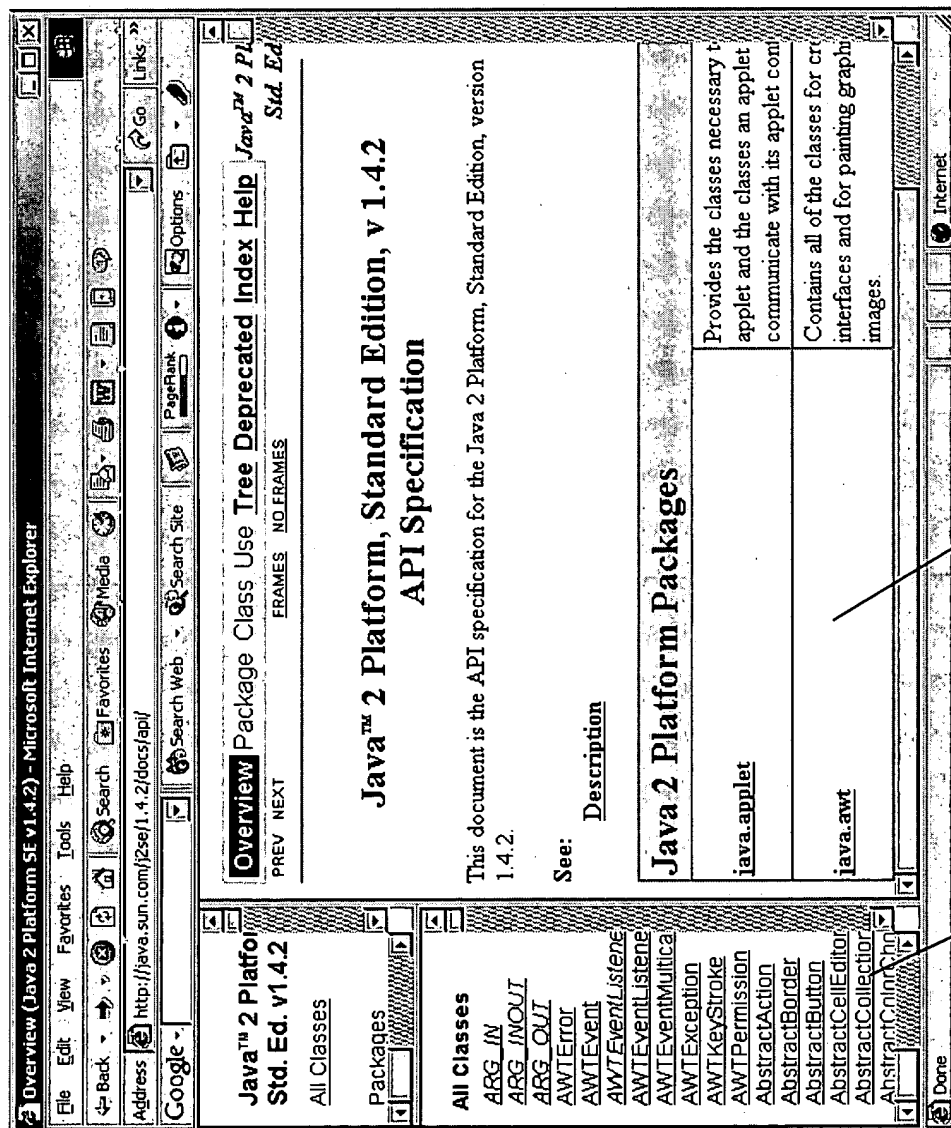 Overview (Java 2 Platform SE v1.4.2) - Microsoft Internet Explorer
File Edit View Favorites Tools Help
Back Search Favorites Media
Address http://java.sun.com/j2se/1.4.2/docs/api/ Go Links »
Google Search Web Search Site PageRank Options
Java™ 2 Platfor
Std. Ed. v1.4.2
All Classes
Packages
All Classes
ARG_IN
ARG_INOUT
ARG_OUT
AWTError
AWTEvent
AWTEventListene
AWTEventListene
AWTEventMultica
AWTException
AWTKeyStroke
AWTPermission
AbstractAction
AbstractBorder
AbstractButton
AbstractCellEditor
AbstractCollection
AbstractColorCho
Overview Package Class Use Tree Deprecated Index Help
Java™ 2 Pl
Std. Ed
PREV NEXT FRAMES NO FRAMES
Java™ 2 Platform, Standard Edition, v 1.4.2
API Specification
This document is the API specification for the Java 2 Platform, Standard Edition, version
1.4.2.
See:
Description
Java 2 Platform Packages
java.applet
Provides the classes necessary t
applet and the classes an applet
communicate with its applet cont
java.awt
Contains all of the classes for cre
interfaces and for painting graph
images.
Done Internet